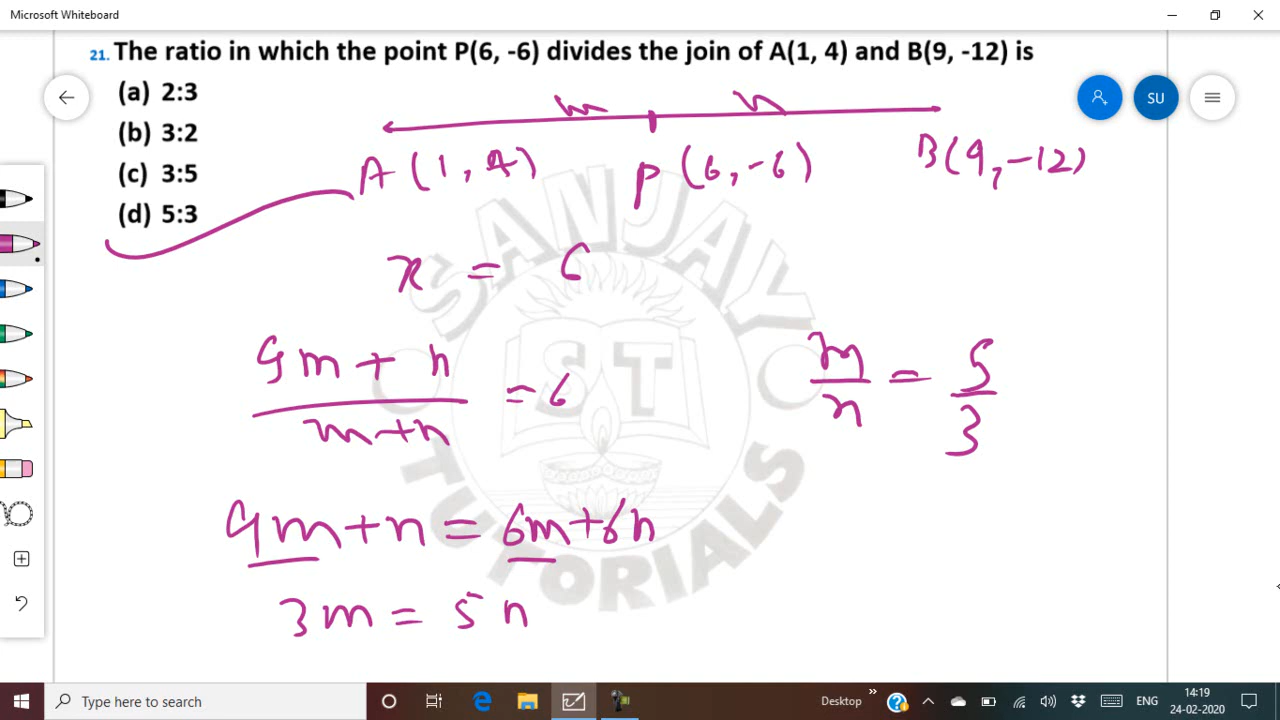 Microsoft Whiteboard
21. The ratio in which the point P(6, -6) divides the join of A(1, 4) and B(9, -12) is
(a) 2:3
(b) 3:2
(c) 3:5
(d) 5:3
SU
m n
A (1, 4) P (6, -6) B(9, -12)
x = 6
9m + n / m+n = 6
m/n = 5/3
9m+n = 6m+6n
3m = 5n
SANJAY
ST
TUTORIALS
Type here to search
Desktop
ENG
14:19
24-02-2020